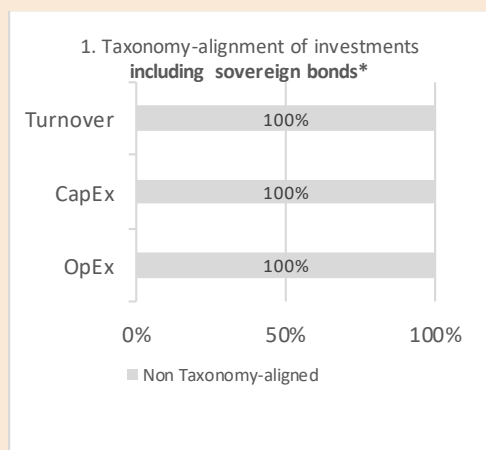 1. Taxonomy-alignment of investments
including sovereign bonds*
Turnover
100%
CapEx
100%
OpEx
100%
0%
50%
100%
Non Taxonomy-aligned